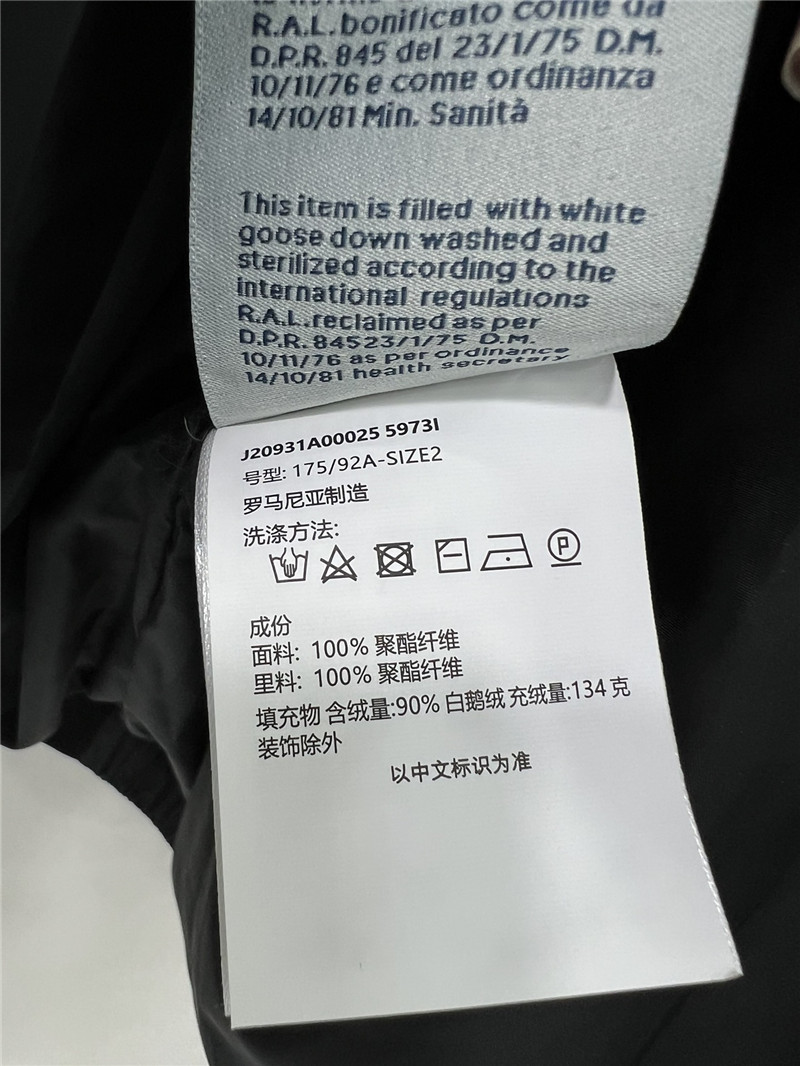 R.A.L. bonificato come da
D.P.R. 845 del 23/1/75 D.M.
10/11/76 e come ordinanza
14/10/81 Min. Sanità
This item is filled with white
goose down washed and
sterilized according to the
international regulations
R.A.L. reclaimed as per
D.P.R. 84523/1/75 D.M.
10/11/76 as per ordinance
14/10/81 health secretary
J20931A00025 5973I
号型: 175/92A-SIZE2
罗马尼亚制造
洗涤方法:
P
成份
面料: 100% 聚酯纤维
里料: 100% 聚酯纤维
填充物 含绒量:90% 白鹅绒 充绒量:134 克
装饰除外
以中文标识为准